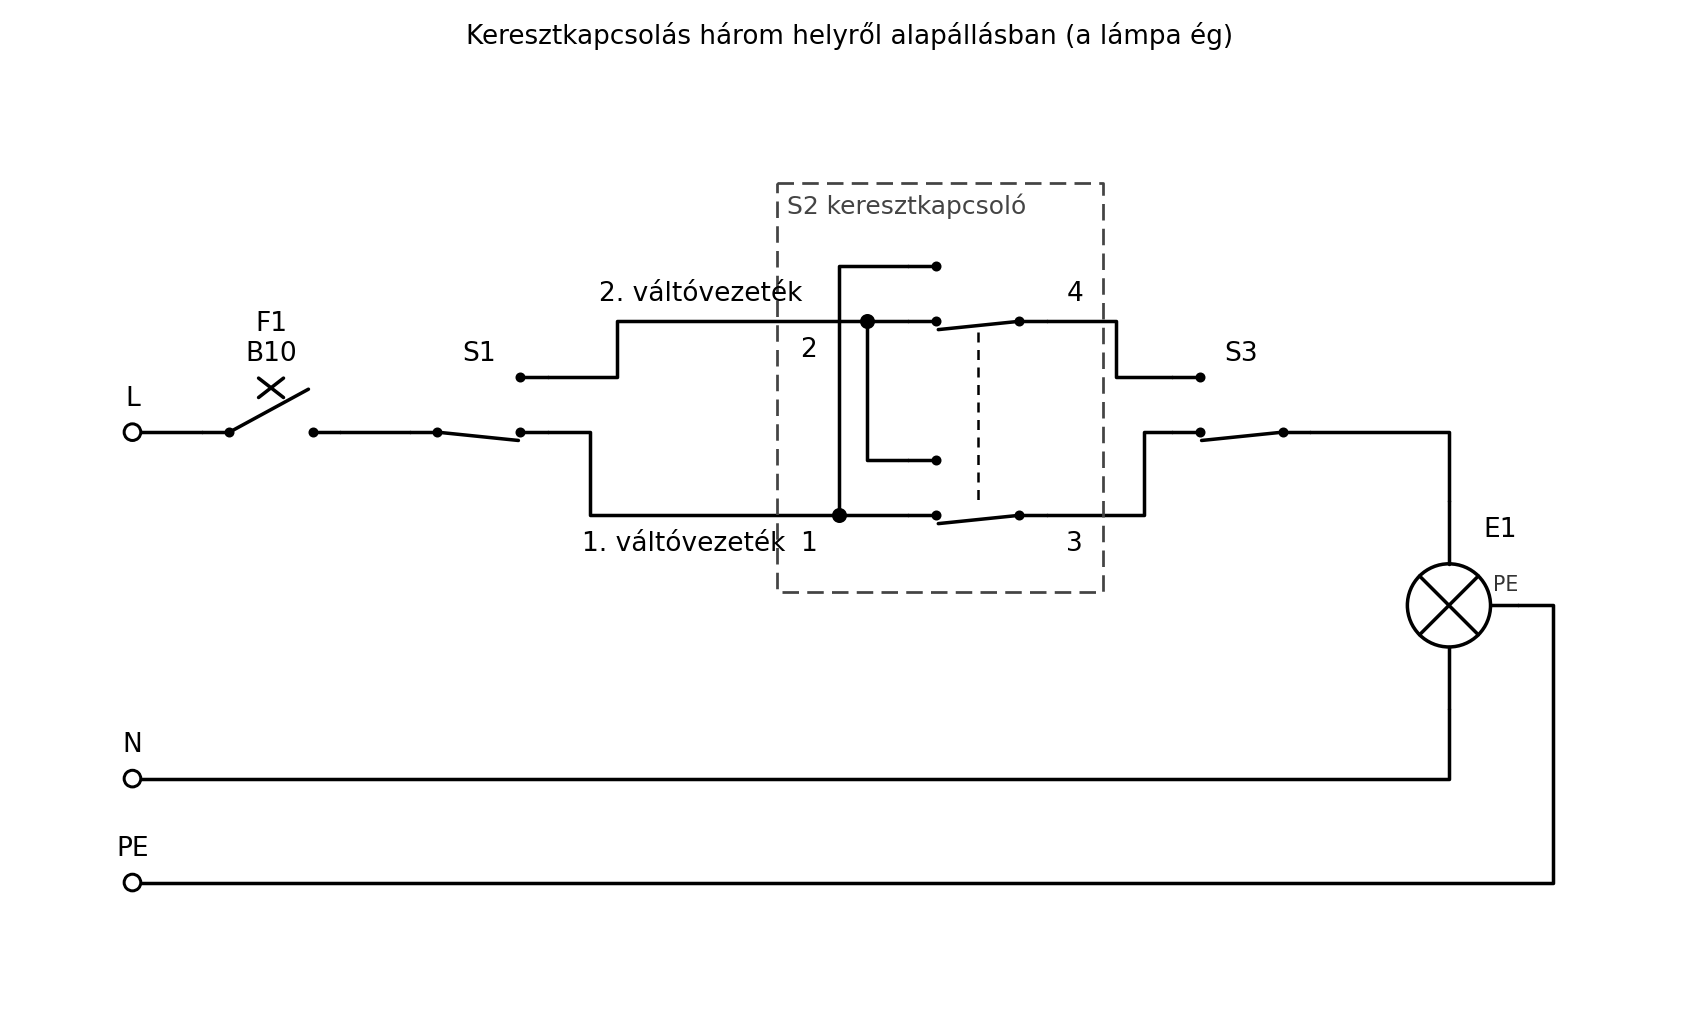 Keresztkapcsolás három helyről alapállásban (a lámpa ég)
S2 keresztkapcsoló
2. váltóvezeték
4
F1
B10
S1
2
S3
L
1. váltóvezeték
1
3
E1
PE
N
PE